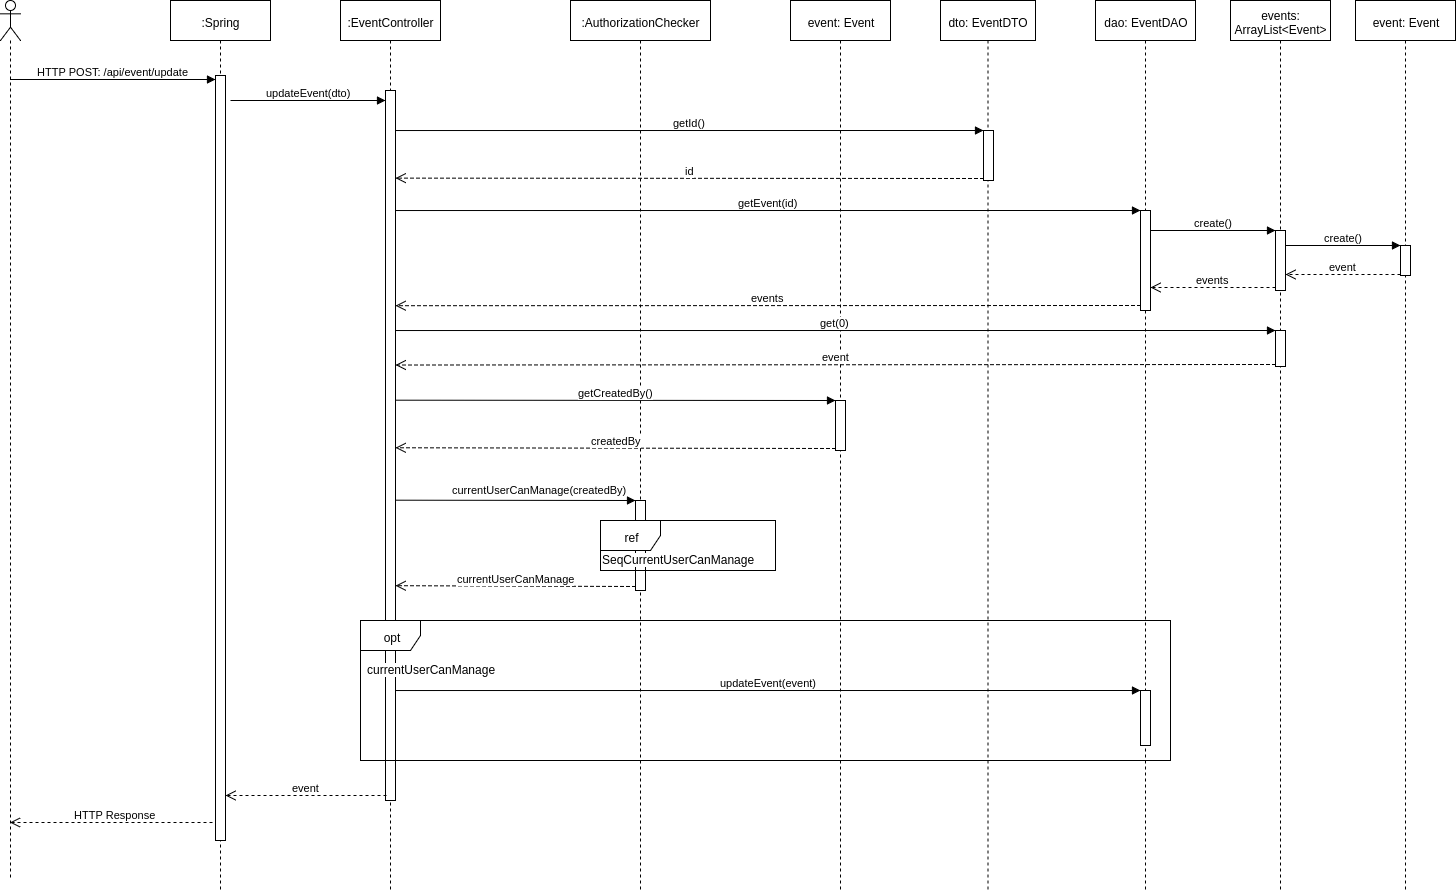 :Spring
:EventController
:AuthorizationChecker
event: Event
dto: EventDTO
dao: EventDAO
events:
ArrayList<Event>
event: Event
HTTP POST: /api/event/update
updateEvent(dto)
getId()
id
getEvent(id)
create()
create()
event
events
events
get(0)
event
getCreatedBy()
createdBy
currentUserCanManage(createdBy)
ref
SeqCurrentUserCanManage
currentUserCanManage
opt
currentUserCanManage
updateEvent(event)
event
HTTP Response